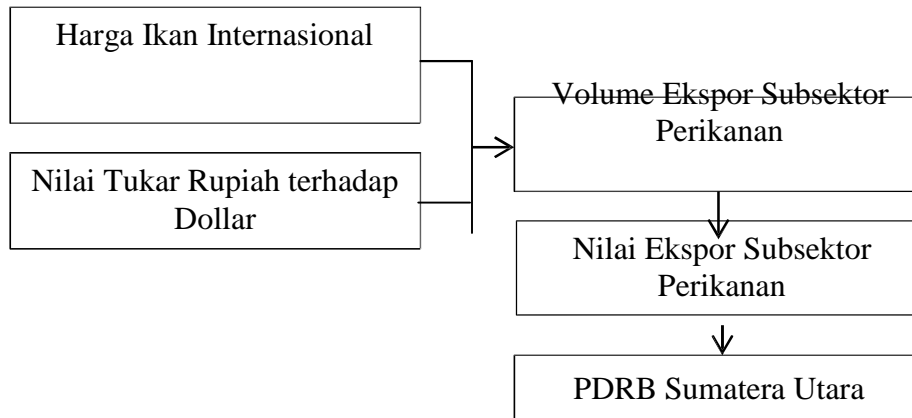 Harga Ikan Internasional
Volume Ekspor Subsektor
Perikanan
Nilai Tukar Rupiah terhadap
Dollar
Nilai Ekspor Subsektor
Perikanan
PDRB Sumatera Utara